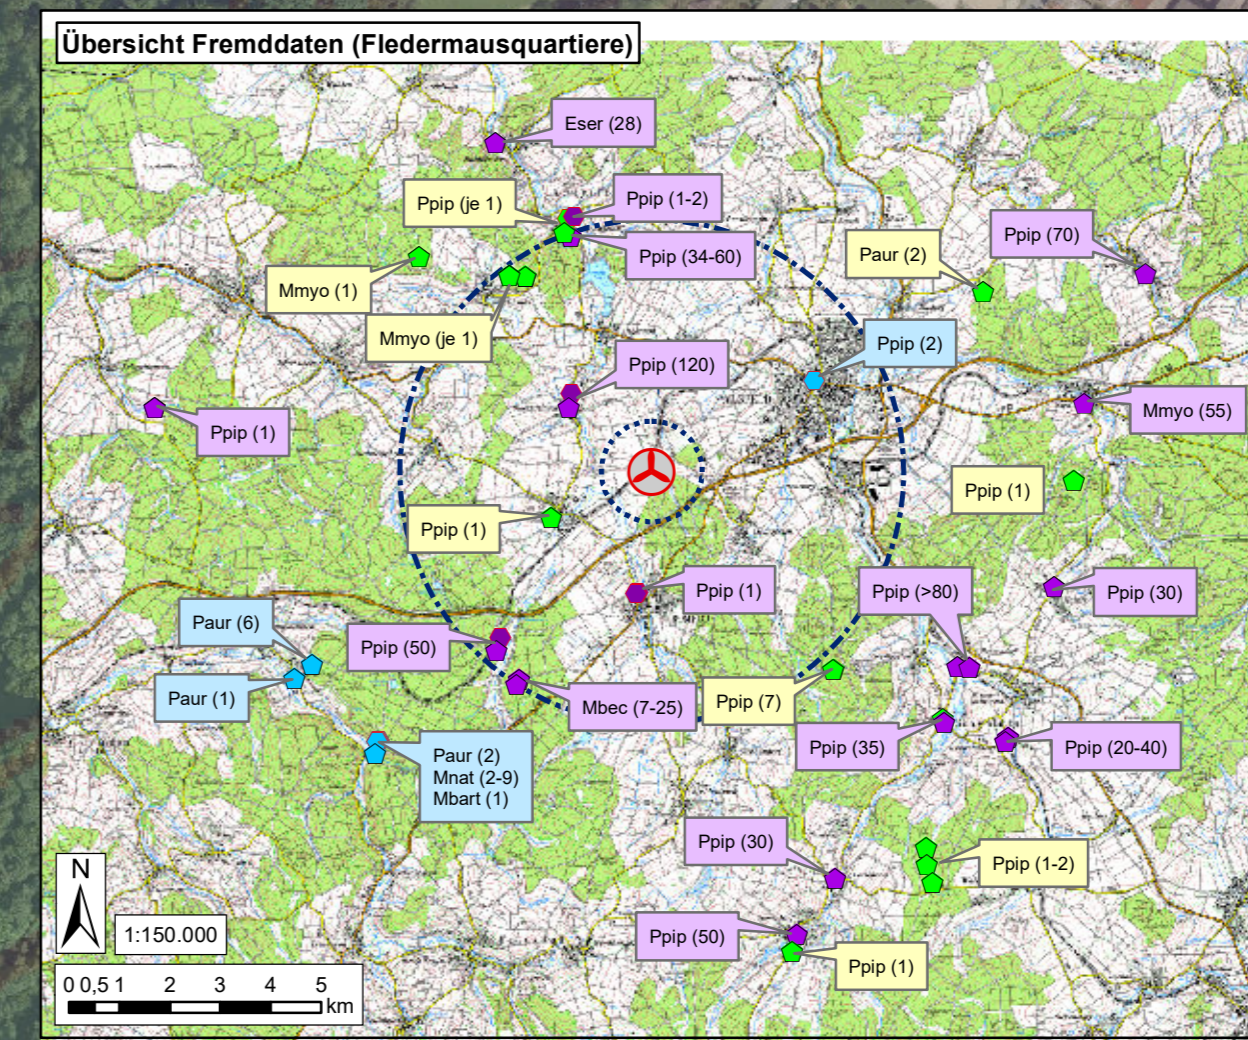 Übersicht Fremddaten (Fledermausquartiere)
Eser (28)
Ppip (je 1)
Ppip (1-2)
Ppip (34-60)
Paur (2)
Ppip (70)
Mmyo (1)
Mmyo (je 1)
Ppip (2)
Ppip (120)
Mmyo (55)
Ppip (1)
Ppip (1)
Ppip (1)
Ppip (1)
Ppip (>80)
Ppip (30)
Paur (6)
Ppip (50)
Paur (1)
Mbec (7-25)
Ppip (7)
Ppip (35)
Ppip (20-40)
Paur (2)
Mnat (2-9)
Mbart (1)
Ppip (30)
Ppip (1-2)
Ppip (50)
Ppip (1)
N
1:150.000
0 0,5 1 2 3 4 5
km